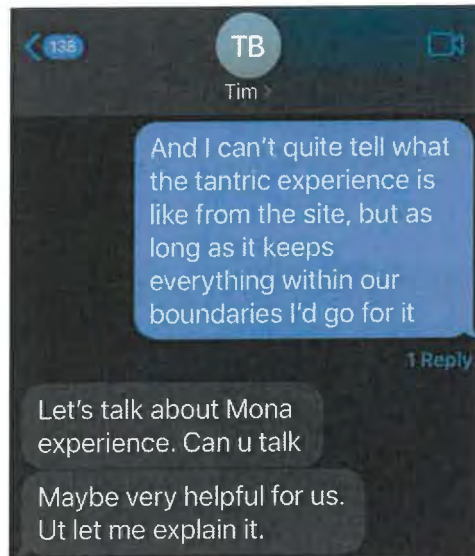 138
TB
Tim
And I can't quite tell what
the tantric experience is
like from the site, but as
long as it keeps
everything within our
boundaries I'd go for it
1 Reply
Let's talk about Mona
experience. Can u talk
Maybe very helpful for us.
Ut let me explain it.